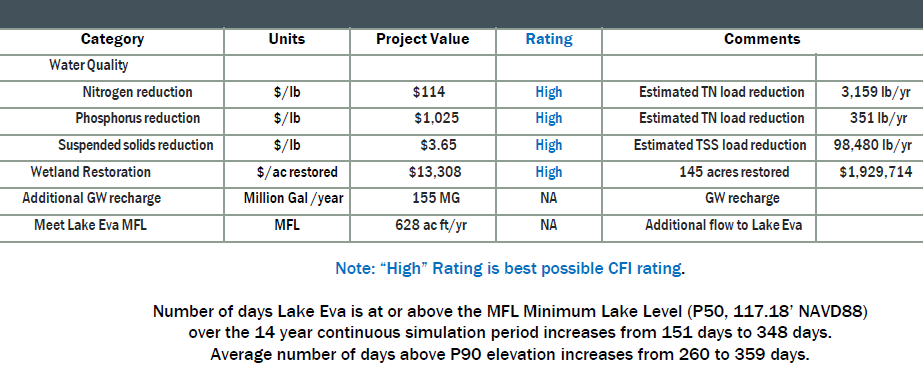 Category Units Project Value Rating Comments
Water Quality
Nitrogen reduction $/lb $114 High Estimated TN load reduction 3,159 lb/yr
Phosphorus reduction $/lb $1,025 High Estimated TN load reduction 351 lb/yr
Suspended solids reduction $/lb $3.65 High Estimated TSS load reduction 98,480 lb/yr
Wetland Restoration $/ac restored $13,308 High 145 acres restored $1,929,714
Additional GW recharge Million Gal /year 155 MG NA GW recharge
Meet Lake Eva MFL MFL 628 ac ft/yr NA Additional flow to Lake Eva
Note: “High” Rating is best possible CFI rating.
Number of days Lake Eva is at or above the MFL Minimum Lake Level (P50, 117.18’ NAVD88)
over the 14 year continuous simulation period increases from 151 days to 348 days.
Average number of days above P90 elevation increases from 260 to 359 days.